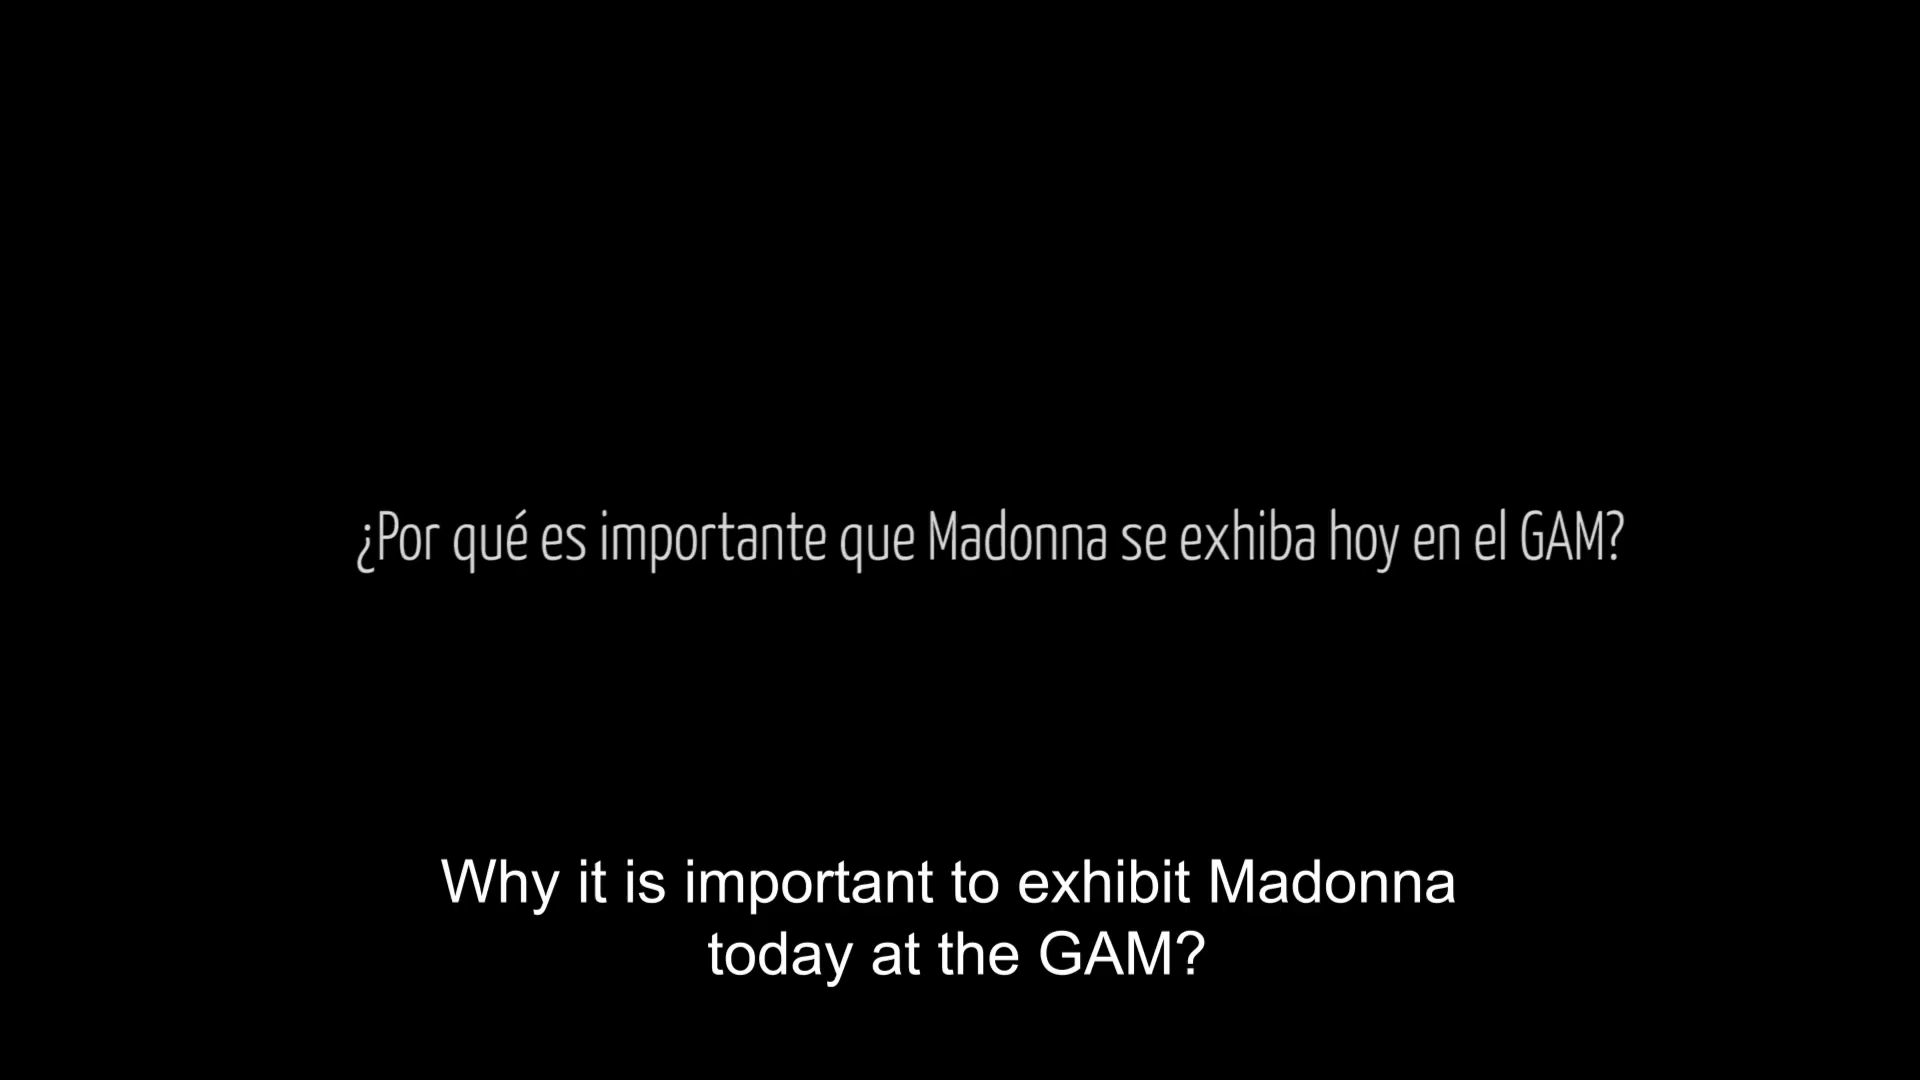 ¿Por qué es importante que Madonna se exhiba hoy en el GAM?
Why it is important to exhibit Madonna
today at the GAM?